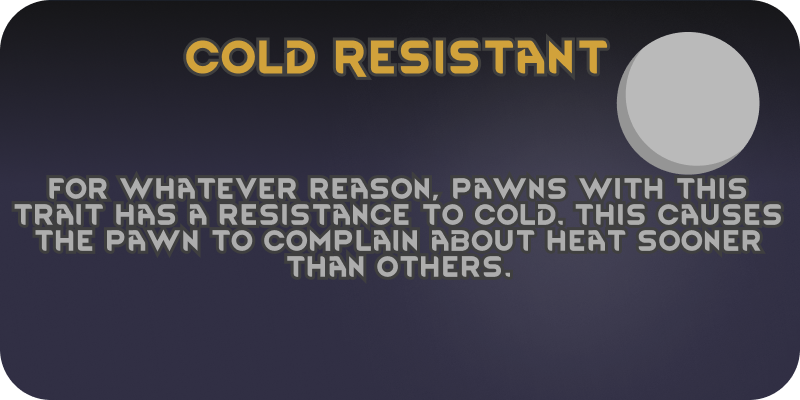 COLD RESISTANT
FOR WHATEVER REASON, PAWNS WITH THIS
TRAIT HAS A RESISTANCE TO COLD. THIS CAUSES
THE PAWN TO COMPLAIN ABOUT HEAT SOONER
THAN OTHERS.